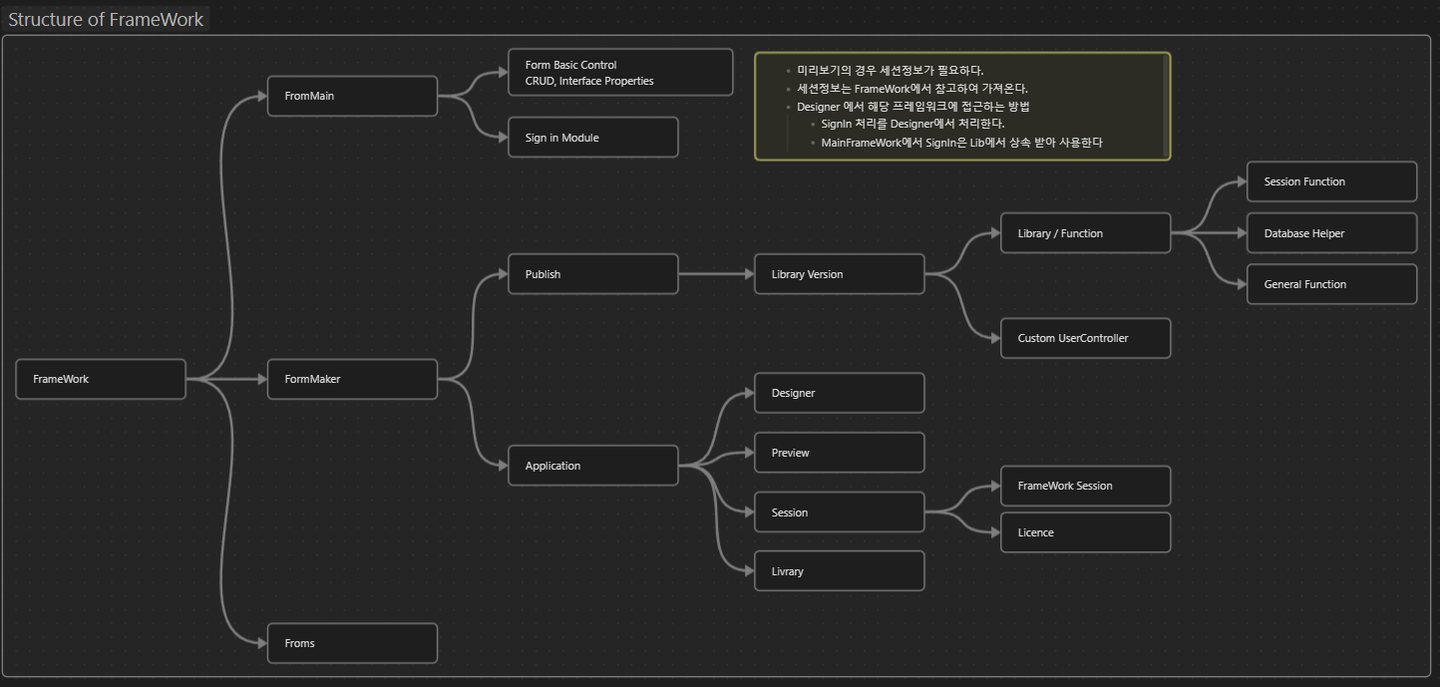 Structure of FrameWork
Form Basic Control
CRUD, Interface Properties
FromMain
Sign in Module
미리보기의 경우 세션정보가 필요하다.
세션정보는 FrameWork에서 참고하여 가져온다.
Designer 에서 해당 프레임워크에 접근하는 방법
SignIn 처리를 Designer에서 처리한다.
MainFrameWork에서 SignIn은 Lib에서 상속 받아 사용한다
Session Function
Library / Function
Database Helper
Publish
Library Version
General Function
Custom UserController
FrameWork
FormMaker
Designer
Preview
Application
FrameWork Session
Session
Licence
Livrary
Froms